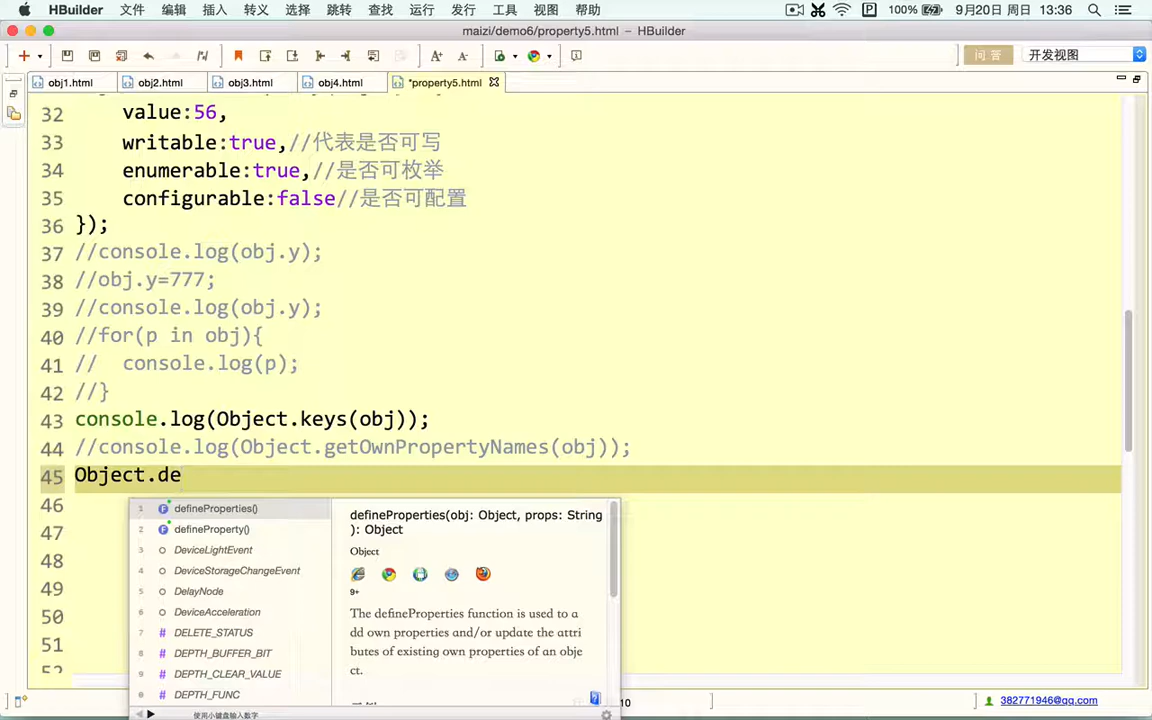 HBuilder 文件 编辑 插入 转义 选择 跳转 查找 运行 发行 工具 视图 帮助 100% 9月20日 周日 13:36
maizi/demo6/property5.html — HBuilder
问答 开发视图
obj1.html obj2.html obj3.html obj4.html *property5.html
32 value:56,
33 writable:true,//代表是否可写
34 enumerable:true,//是否可枚举
35 configurable:false//是否可配置
36 });
37 //console.log(obj.y);
38 //obj.y=777;
39 //console.log(obj.y);
40 //for(p in obj){
41 // console.log(p);
42 //}
43 console.log(Object.keys(obj));
44 //console.log(Object.getOwnPropertyNames(obj));
45 Object.de
46
47
48
49
50
51
52
1 F defineProperties()
2 F defineProperty()
3 DeviceLightEvent
4 DeviceStorageChangeEvent
5 DelayNode
6 DeviceAcceleration
7 # DELETE_STATUS
8 # DEPTH_BUFFER_BIT
9 # DEPTH_CLEAR_VALUE
0 # DEPTH_FUNC
使用小键盘输入数字
defineProperties(obj: Object, props: String
): Object
Object
9+
The defineProperties function is used to a
dd own properties and/or update the attri
butes of existing own properties of an obje
ct.
10
382771946@qq.com